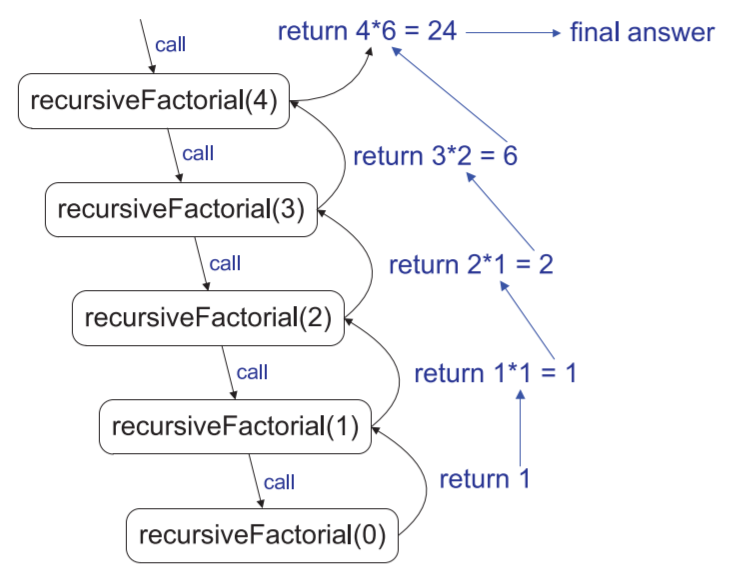 return 4*6 = 24
final answer
call
recursiveFactorial(4)
call
return 3*2 = 6
recursiveFactorial(3)
call
return 2*1 = 2
recursiveFactorial(2)
call
return 1*1 = 1
recursiveFactorial(1)
call
return 1
recursiveFactorial(0)